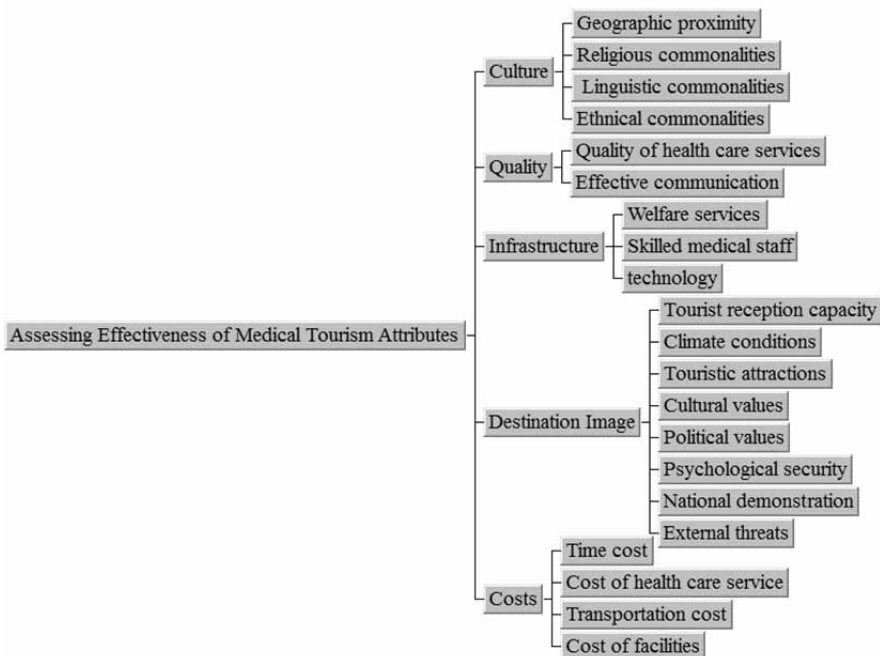 Assessing Effectiveness of Medical Tourism Attributes
Culture
Geographic proximity
Religious commonalities
Linguistic commonalities
Ethnical commonalities
Quality
Quality of health care services
Effective communication
Infrastructure
Welfare services
Skilled medical staff
technology
Destination Image
Tourist reception capacity
Climate conditions
Touristic attractions
Cultural values
Political values
Psychological security
National demonstration
External threats
Costs
Time cost
Cost of health care service
Transportation cost
Cost of facilities